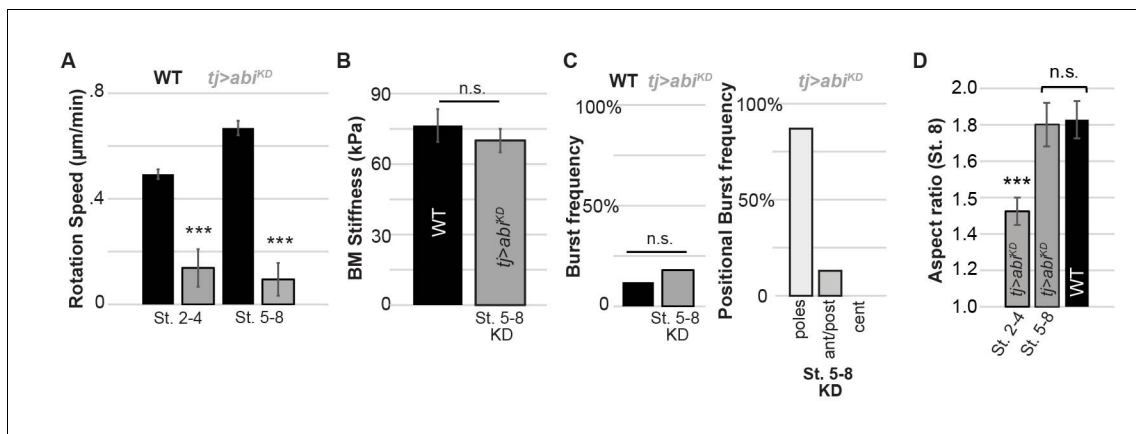 A
WT tj>abiKD
Rotation Speed (µm/min)
.8
.4
0
***
***
St. 2-4
St. 5-8
B
BM Stiffness (kPa)
90
75
60
45
30
15
0
n.s.
WT
tj>abiKD
St. 5-8
KD
C
WT tj>abiKD
Burst frequency
100%
50%
0
n.s.
St. 5-8
KD
tj>abiKD
Positional Burst frequency
100%
50%
0
poles
ant/post
cent
St. 5-8
KD
D
Aspect ratio (St. 8)
2.0
1.8
1.6
1.4
1.2
1.0
n.s.
***
tj>abiKD
tj>abiKD
WT
St. 2-4
St. 5-8